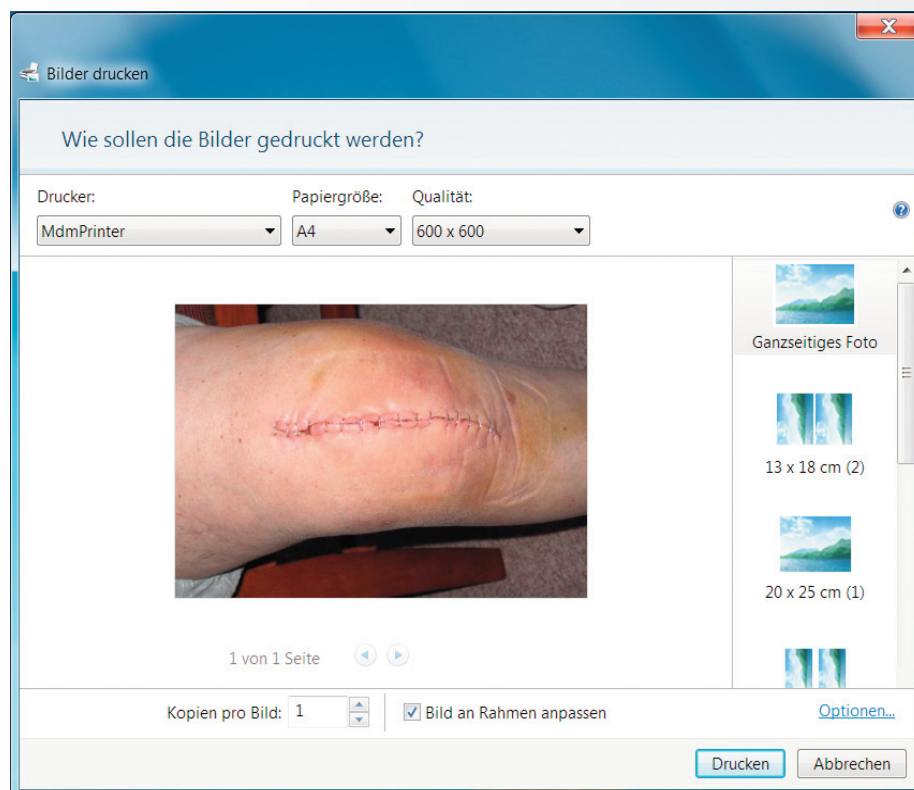 Bilder drucken
Wie sollen die Bilder gedruckt werden?
Drucker: Papiergröße: Qualität:
MdmPrinter A4 600 x 600
Ganzseitiges Foto
13 x 18 cm (2)
20 x 25 cm (1)
1 von 1 Seite
Kopien pro Bild: 1 Bild an Rahmen anpassen Optionen...
Drucken Abbrechen